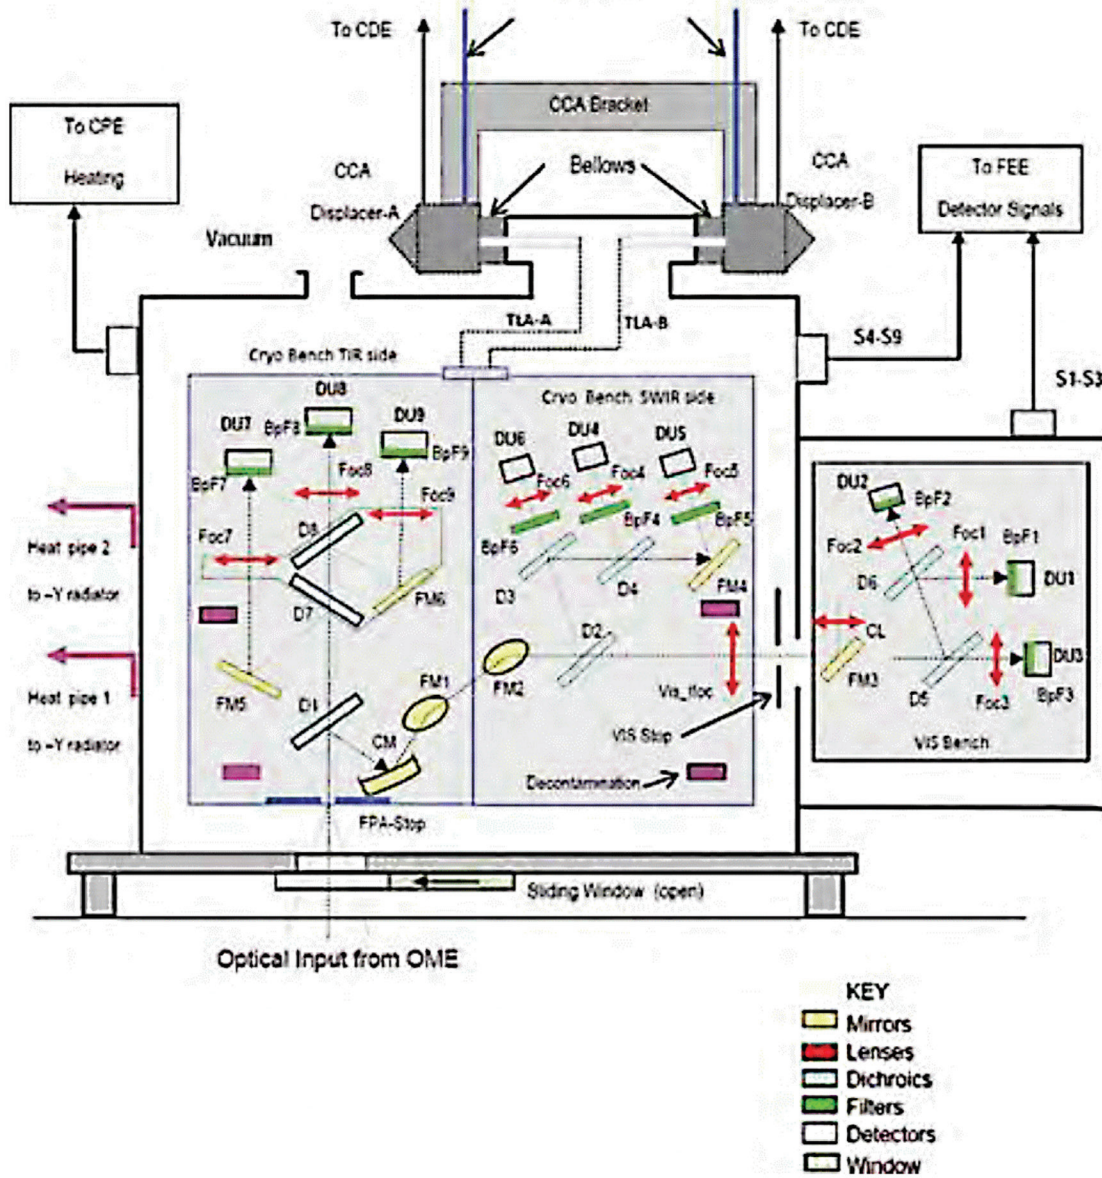 To CDE
To CDE
CCA Bracket
To CPE
Heating
CCA
Displacer-A
Bellows
CCA
Displacer-B
To FEE
Detector Signals
Vacuum
TLA-A
TLA-B
S4-S9
S1-S3
Cryo Bench TIR side
Cryo Bench SWIR side
DU8
DU7
BpF8
DU9
BpF9
BpF7
Foc8
Foc9
Foc7
D8
D7
FM6
FM5
D1
FM1
CM
FPA-Stop
DU6
DU4
DU5
Foc6
Foc4
Foc5
BpF6
BpF4
BpF5
D3
D4
FM4
D2
FM2
Vis_ffoc
VIS Stop
Decontamination
DU2
BpF2
Foc2
Foc1
BpF1
DU1
D6
CL
FM3
D5
Foc3
DU3
BpF3
VIS Bench
Heat pipe 2
to -Y radiator
Heat pipe 1
to -Y radiator
Sliding Window (open)
Optical Input from OME
KEY
Mirrors
Lenses
Dichroics
Filters
Detectors
Window